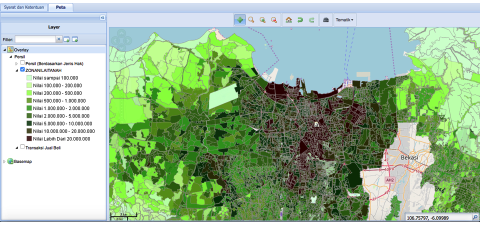 Syarat dan Ketentuan Peta
Layer
Filter:
Tematik
Overlay
Persil
Persil (Berdasarkan Jenis Hak)
ZONANILAITANAH
Nilai sampai 100.000
Nilai 100.000 - 200.000
Nilai 200.000 - 500.000
Nilai 500.000 - 1.000.000
Nilai 1.000.000 - 2.000.000
Nilai 2.000.000 - 5.000.000
Nilai 5.000.000 - 10.000.000
Nilai 10.000.000 - 20.000.000
Nilai Lebih Dari 20.000.000
Transaksi Jual Beli
Basemap
Bekasi
106.75797, -6.09989